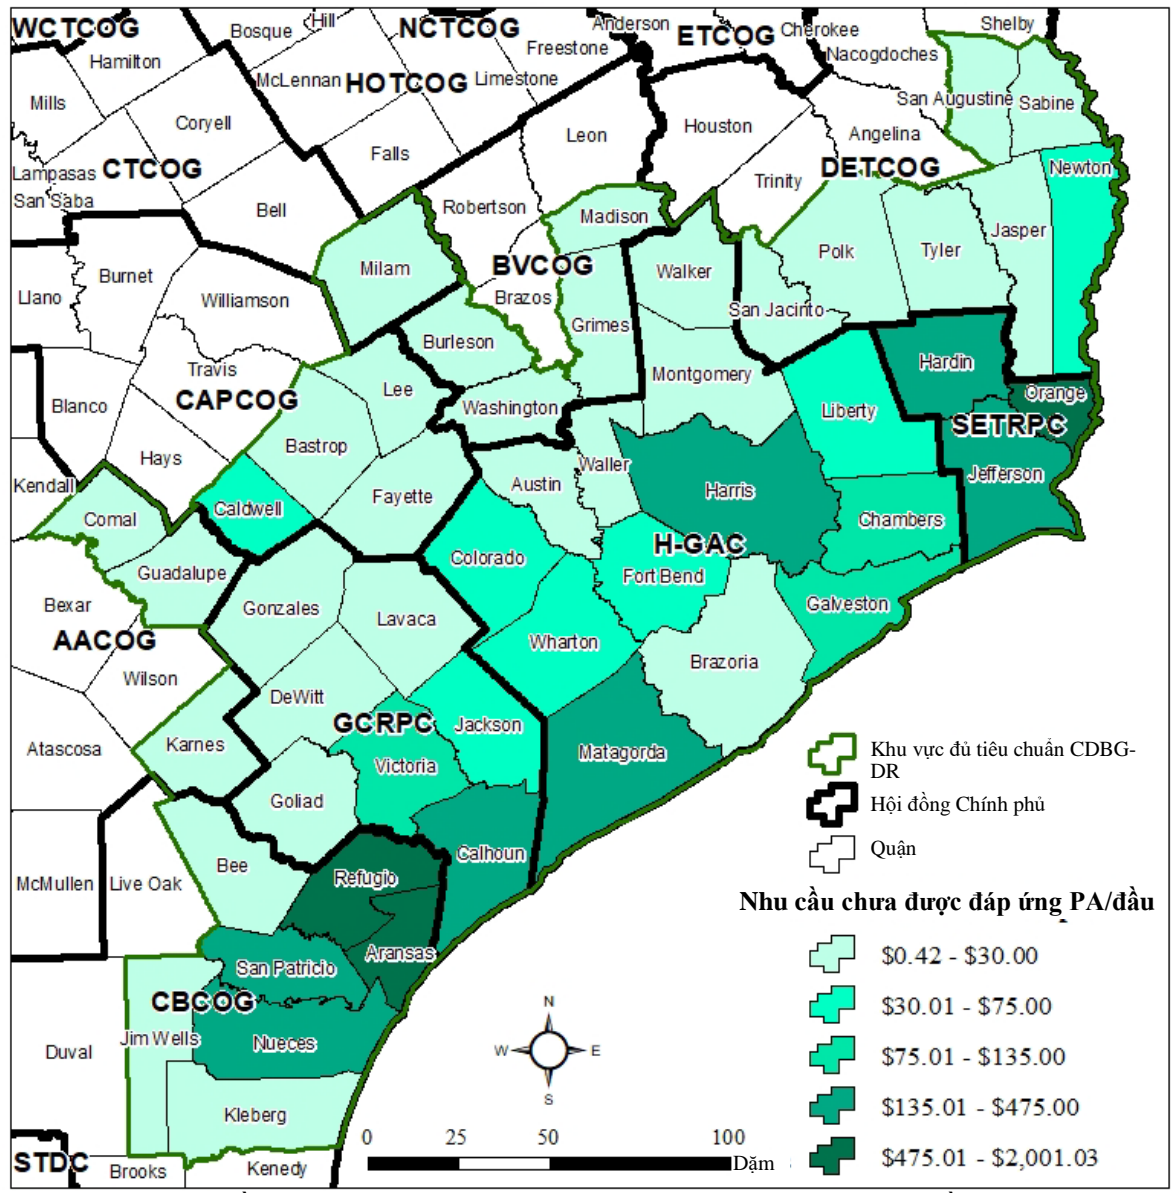 Shelby
Hill
Anderson
WCTCOG
Bosque
NCTCOG
ETCOG
Cherokee
Freestone
Nacogdoches
Hamilton
McLennan
HOTCOG
Limestone
Mills
San Augustine
Sabine
Coryell
Leon
Houston
Angelina
Falls
Lampasas
CTCOG
DETCOG
Newton
Trinity
San Saba
Bell
Robertson
Madison
Jasper
Milam
BVCOG
Walker
Polk
Tyler
Burnet
Llano
Williamson
Brazos
San Jacinto
Grimes
Burleson
Travis
Hardin
Montgomery
Lee
Orange
Blanco
CAPCOG
Washington
Liberty
SETRPC
Bastrop
Hays
Waller
Jefferson
Kendall
Austin
Harris
Fayette
Caldwell
Comal
Chambers
H-GAC
Colorado
Guadalupe
Fort Bend
Bexar
Gonzales
Galveston
Lavaca
AACOG
Wharton
Brazoria
Wilson
DeWitt
GCRPC
Jackson
Karnes
Atascosa
Matagorda
Victoria
Goliad
Calhoun
Bee
Refugio
McMullen
Live Oak
Aransas
San Patricio
CBCOG
Jim Wells
Nueces
Duval
Kleberg
STDC
Brooks
Kenedy
Khu vực đủ tiêu chuẩn CDBG-
DR
Hội đồng Chính phủ
Quận
Nhu cầu chưa được đáp ứng PA/đầu
$0.42 - $30.00
$30.01 - $75.00
$75.01 - $135.00
$135.01 - $475.00
$475.01 - $2,001.03
N
W E
S
0 25 50 100
Dặm